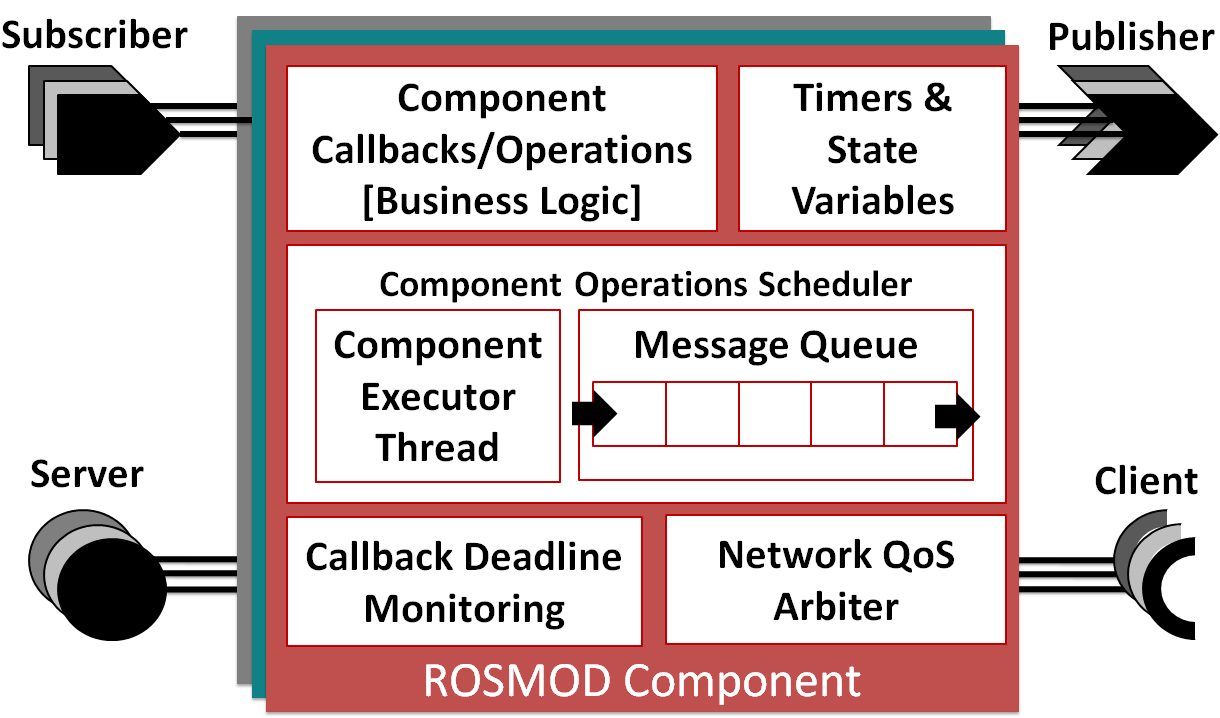 Subscriber
Publisher
Component
Callbacks/Operations
[Business Logic]
Timers &
State
Variables
Component Operations Scheduler
Component
Executor
Thread
Message Queue
Server
Client
Callback Deadline
Monitoring
Network QoS
Arbiter
ROSMOD Component